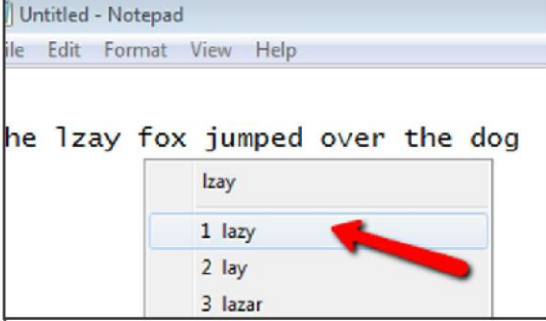 Untitled - Notepad
ile Edit Format View Help
he lzay fox jumped over the dog
lzay
1 lazy
2 lay
3 lazar